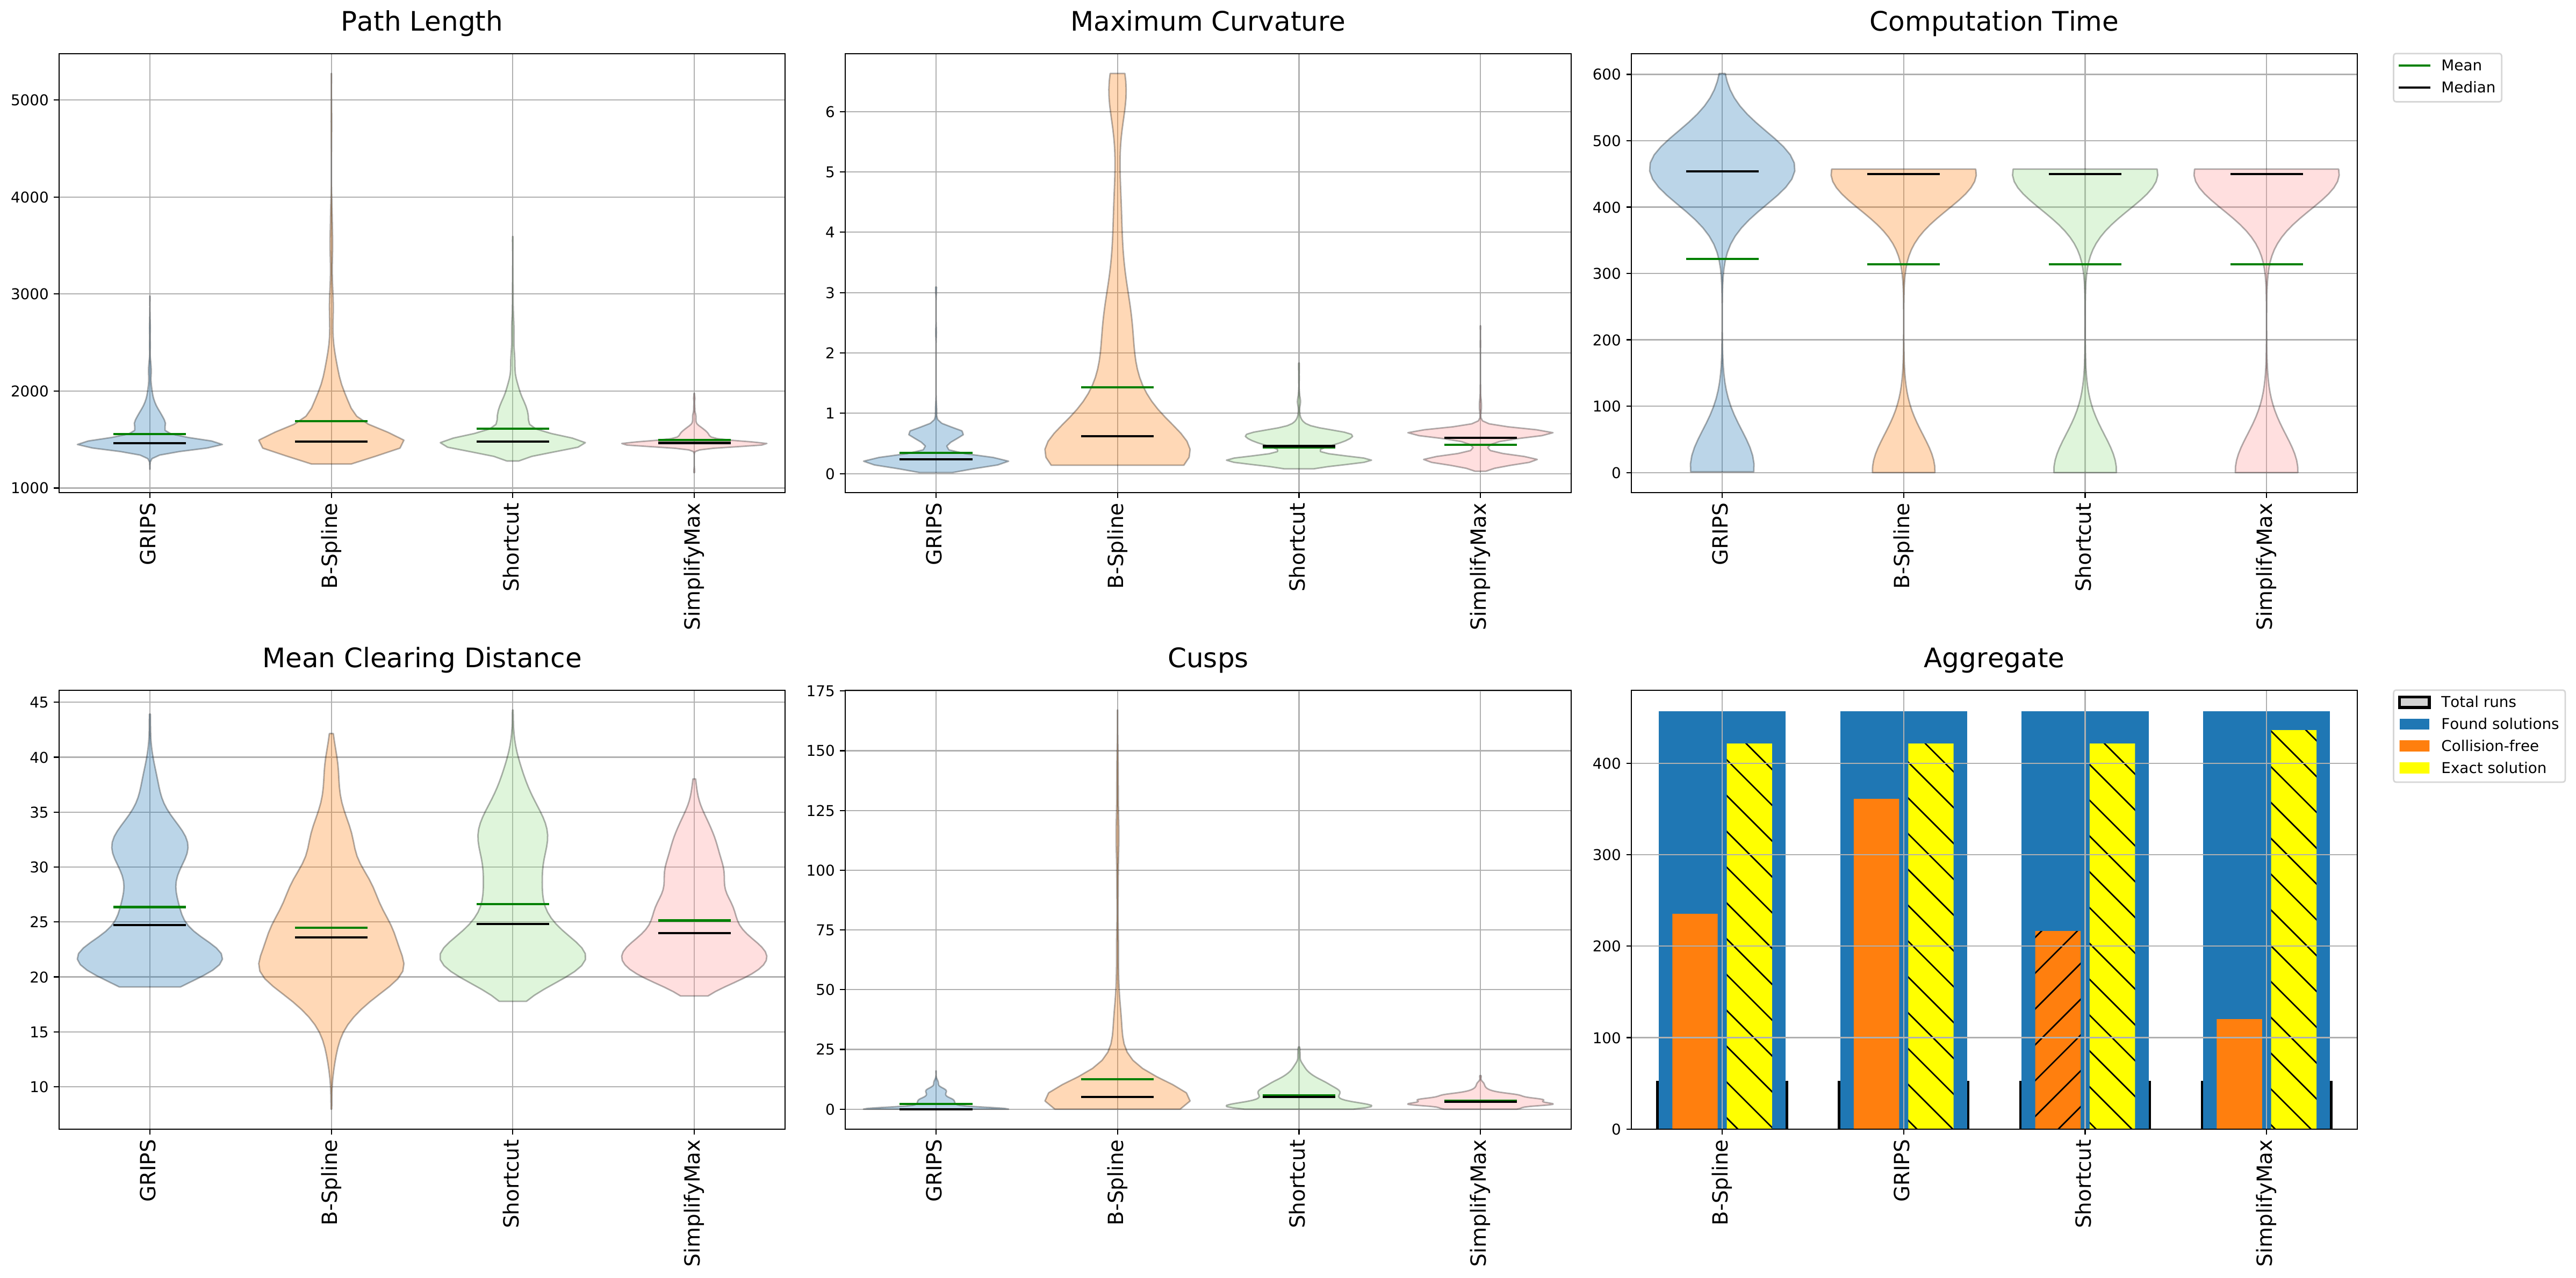 Path Length
5000
4000
3000
2000
1000
GRIPS
B-Spline
Shortcut
SimplifyMax
Maximum Curvature
6
5
4
3
2
1
0
GRIPS
B-Spline
Shortcut
SimplifyMax
Computation Time
600
500
400
300
200
100
0
GRIPS
B-Spline
Shortcut
SimplifyMax
Mean
Median
Mean Clearing Distance
45
40
35
30
25
20
15
10
GRIPS
B-Spline
Shortcut
SimplifyMax
Cusps
175
150
125
100
75
50
25
0
GRIPS
B-Spline
Shortcut
SimplifyMax
Aggregate
400
300
200
100
0
B-Spline
GRIPS
Shortcut
SimplifyMax
Total runs
Found solutions
Collision-free
Exact solution